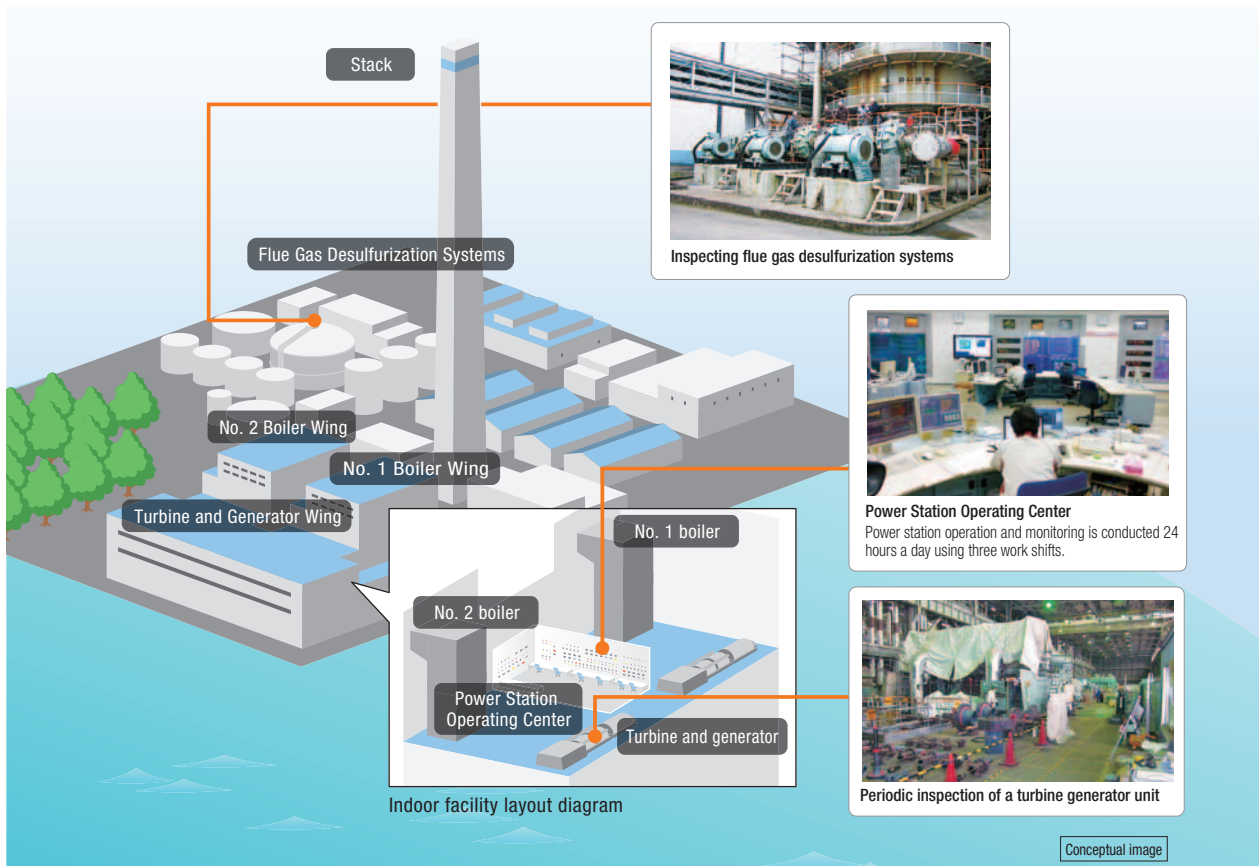 Stack
Inspecting flue gas desulfurization systems
Flue Gas Desulfurization Systems
Power Station Operating Center
Power station operation and monitoring is conducted 24
hours a day using three work shifts.
No. 2 Boiler Wing
No. 1 Boiler Wing
Turbine and Generator Wing
No. 1 boiler
No. 2 boiler
Power Station
Operating Center
Turbine and generator
Indoor facility layout diagram
Periodic inspection of a turbine generator unit
Conceptual image